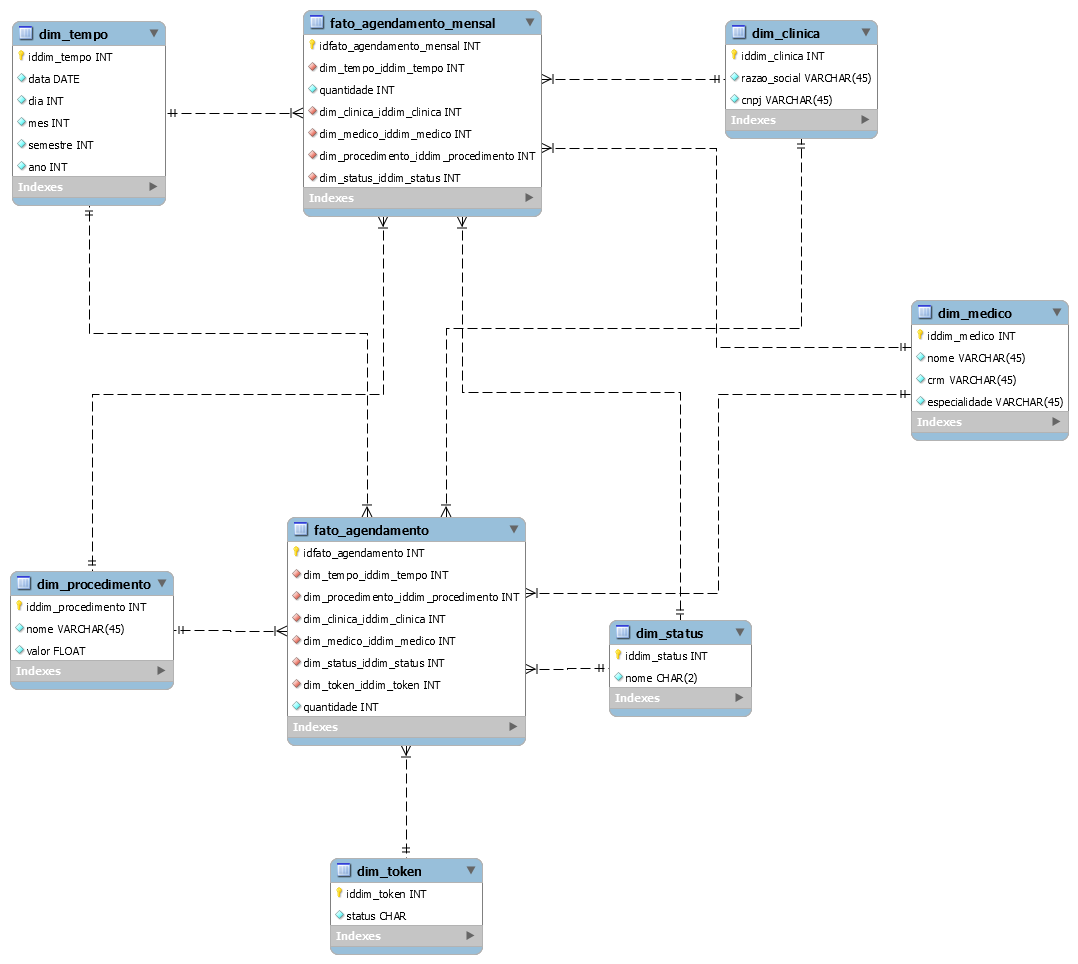 dim_tempo
iddim_tempo INT
data DATE
dia INT
mes INT
semestre INT
ano INT
Indexes
fato_agendamento_mensal
idfato_agendamento_mensal INT
dim_tempo_iddim_tempo INT
quantidade INT
dim_clinica_iddim_clinica INT
dim_medico_iddim_medico INT
dim_procedimento_iddim_procedimento INT
dim_status_iddim_status INT
Indexes
dim_clinica
iddim_clinica INT
razao_social VARCHAR(45)
cnpj VARCHAR(45)
Indexes
dim_medico
iddim_medico INT
nome VARCHAR(45)
crm VARCHAR(45)
especialidade VARCHAR(45)
Indexes
dim_procedimento
iddim_procedimento INT
nome VARCHAR(45)
valor FLOAT
Indexes
fato_agendamento
idfato_agendamento INT
dim_tempo_iddim_tempo INT
dim_procedimento_iddim_procedimento INT
dim_clinica_iddim_clinica INT
dim_medico_iddim_medico INT
dim_status_iddim_status INT
dim_token_iddim_token INT
quantidade INT
Indexes
dim_status
iddim_status INT
nome CHAR(2)
Indexes
dim_token
iddim_token INT
status CHAR
Indexes